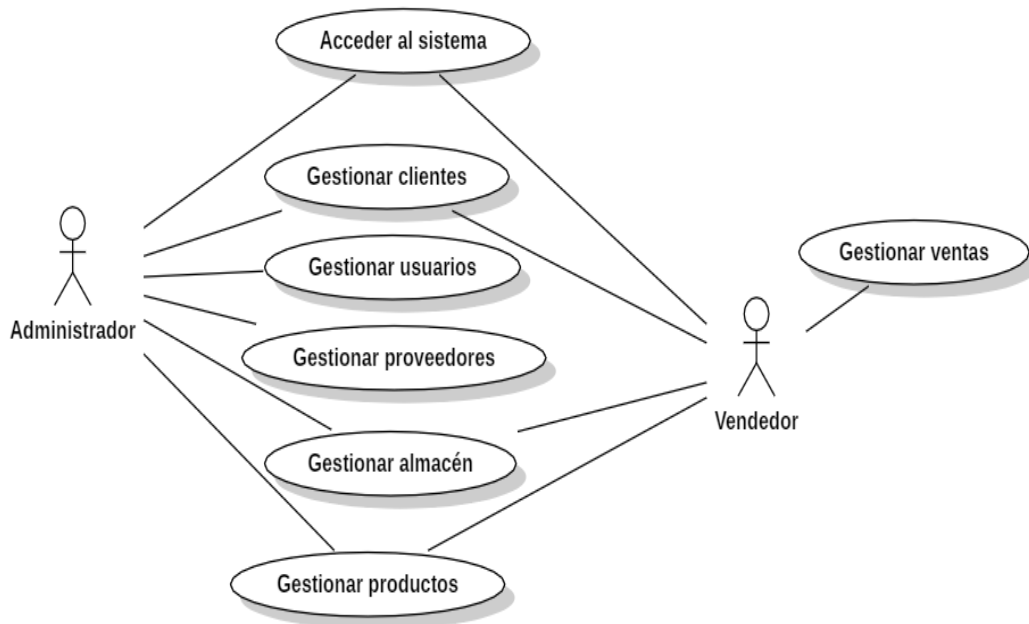 Acceder al sistema
Gestionar clientes
Gestionar ventas
Gestionar usuarios
Administrador
Gestionar proveedores
Vendedor
Gestionar almacén
Gestionar productos